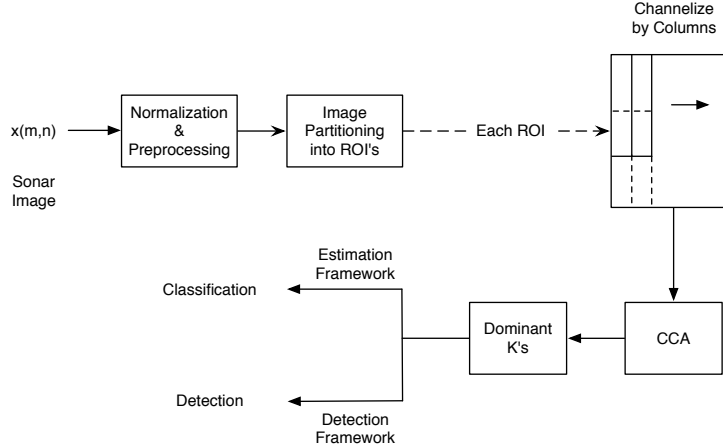 Channelize
by Columns
x(m,n)
Normalization
&
Preprocessing
Image
Partitioning
into ROI's
Each ROI
Sonar
Image
Estimation
Framework
Classification
Dominant
K's
CCA
Detection
Detection
Framework